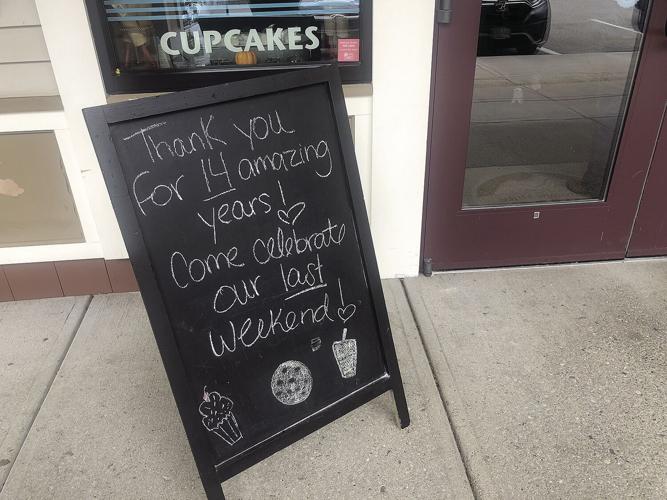 CUPCAKES
Thank you
for 14 amazing
years!
Come celebrate
our last
weekend!